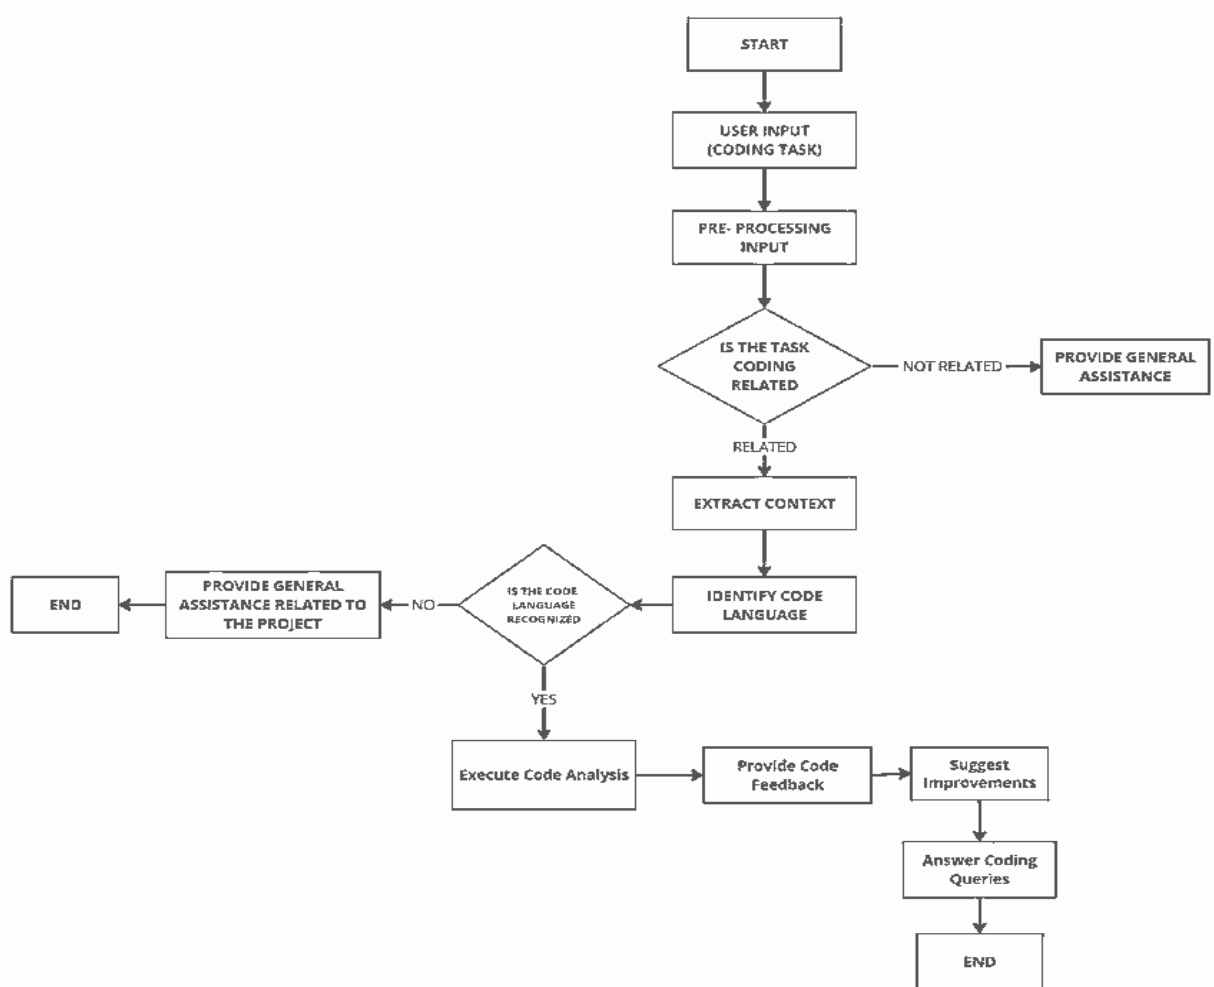 START
USER INPUT
(CODING TASK)
PRE- PROCESSING
INPUT
IS THE TASK
CODING
RELATED
NOT RELATED
PROVIDE GENERAL
ASSISTANCE
RELATED
EXTRACT CONTEXT
IDENTIFY CODE
LANGUAGE
IS THE CODE
LANGUAGE
RECOGNIZED
NO
PROVIDE GENERAL
ASSISTANCE RELATED TO
THE PROJECT
END
YES
Execute Code Analysis
Provide Code
Feedback
Suggest
Improvements
Answer Coding
Queries
END